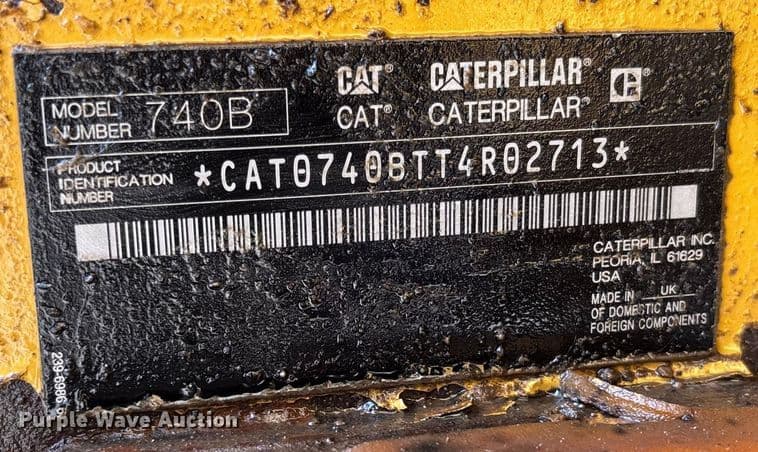 CAT® CATERPILLAR®
CAT® CATERPILLAR®
MODEL
NUMBER 740B
PRODUCT
IDENTIFICATION
NUMBER
*CAT0740BTT4R02713*
CATERPILLAR INC.
PEORIA, IL 61629
USA
MADE IN UK
OF DOMESTIC AND
FOREIGN COMPONENTS
Purple Wave Auction